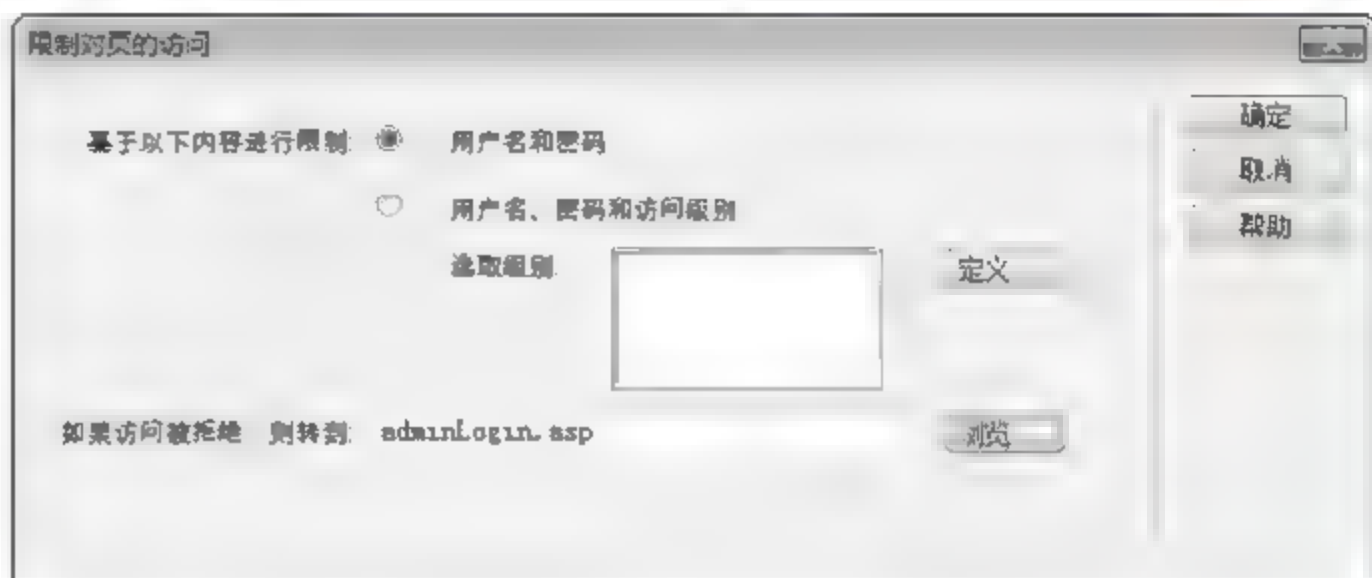 限制对页的访问
基于以下内容进行限制: 用户名和密码
用户名、密码和访问级别
选取级别:
定义
如果访问被拒绝 则转到: adminLogin.asp
浏览
确定
取消
帮助